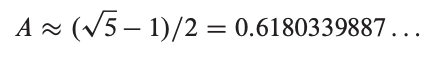 A ≈ (√5 − 1)/2 = 0.6180339887 . . .